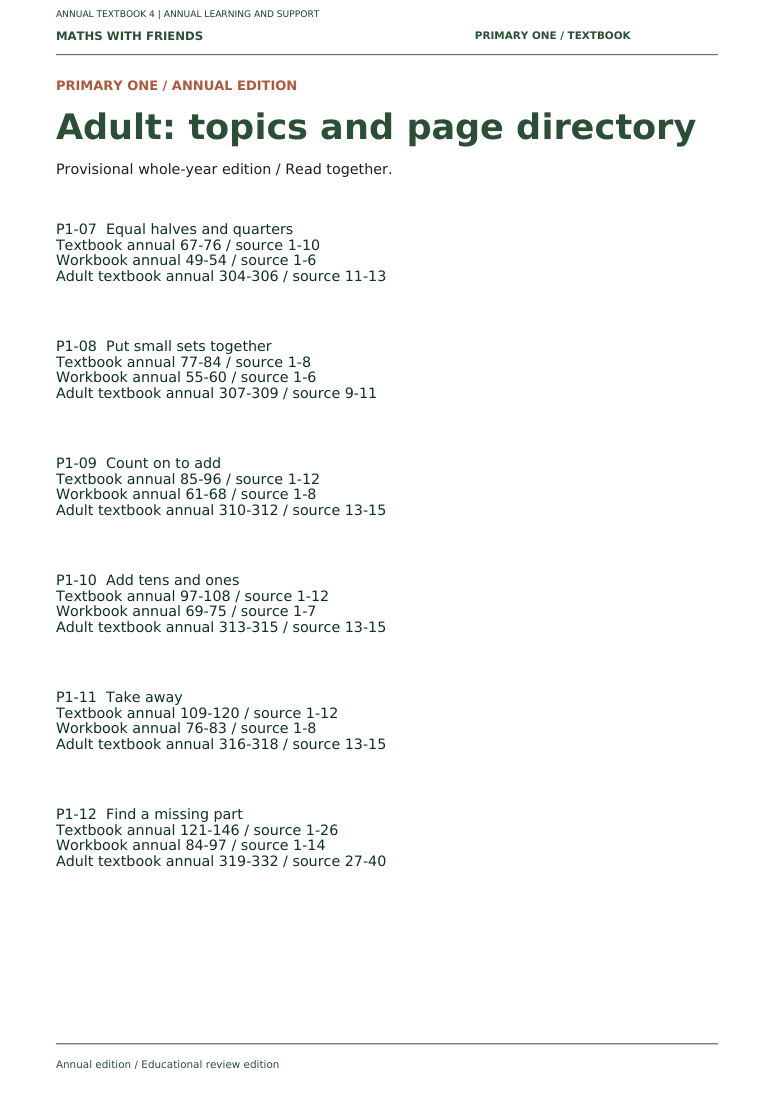 ANNUAL TEXTBOOK 4 | ANNUAL LEARNING AND SUPPORT
MATHS WITH FRIENDS
PRIMARY ONE / TEXTBOOK
PRIMARY ONE / ANNUAL EDITION
Adult: topics and page directory
Provisional whole-year edition / Read together.
P1-07 Equal halves and quarters
Textbook annual 67-76 / source 1-10
Workbook annual 49-54 / source 1-6
Adult textbook annual 304-306 / source 11-13
P1-08 Put small sets together
Textbook annual 77-84 / source 1-8
Workbook annual 55-60 / source 1-6
Adult textbook annual 307-309 / source 9-11
P1-09 Count on to add
Textbook annual 85-96 / source 1-12
Workbook annual 61-68 / source 1-8
Adult textbook annual 310-312 / source 13-15
P1-10 Add tens and ones
Textbook annual 97-108 / source 1-12
Workbook annual 69-75 / source 1-7
Adult textbook annual 313-315 / source 13-15
P1-11 Take away
Textbook annual 109-120 / source 1-12
Workbook annual 76-83 / source 1-8
Adult textbook annual 316-318 / source 13-15
P1-12 Find a missing part
Textbook annual 121-146 / source 1-26
Workbook annual 84-97 / source 1-14
Adult textbook annual 319-332 / source 27-40
Annual edition / Educational review edition